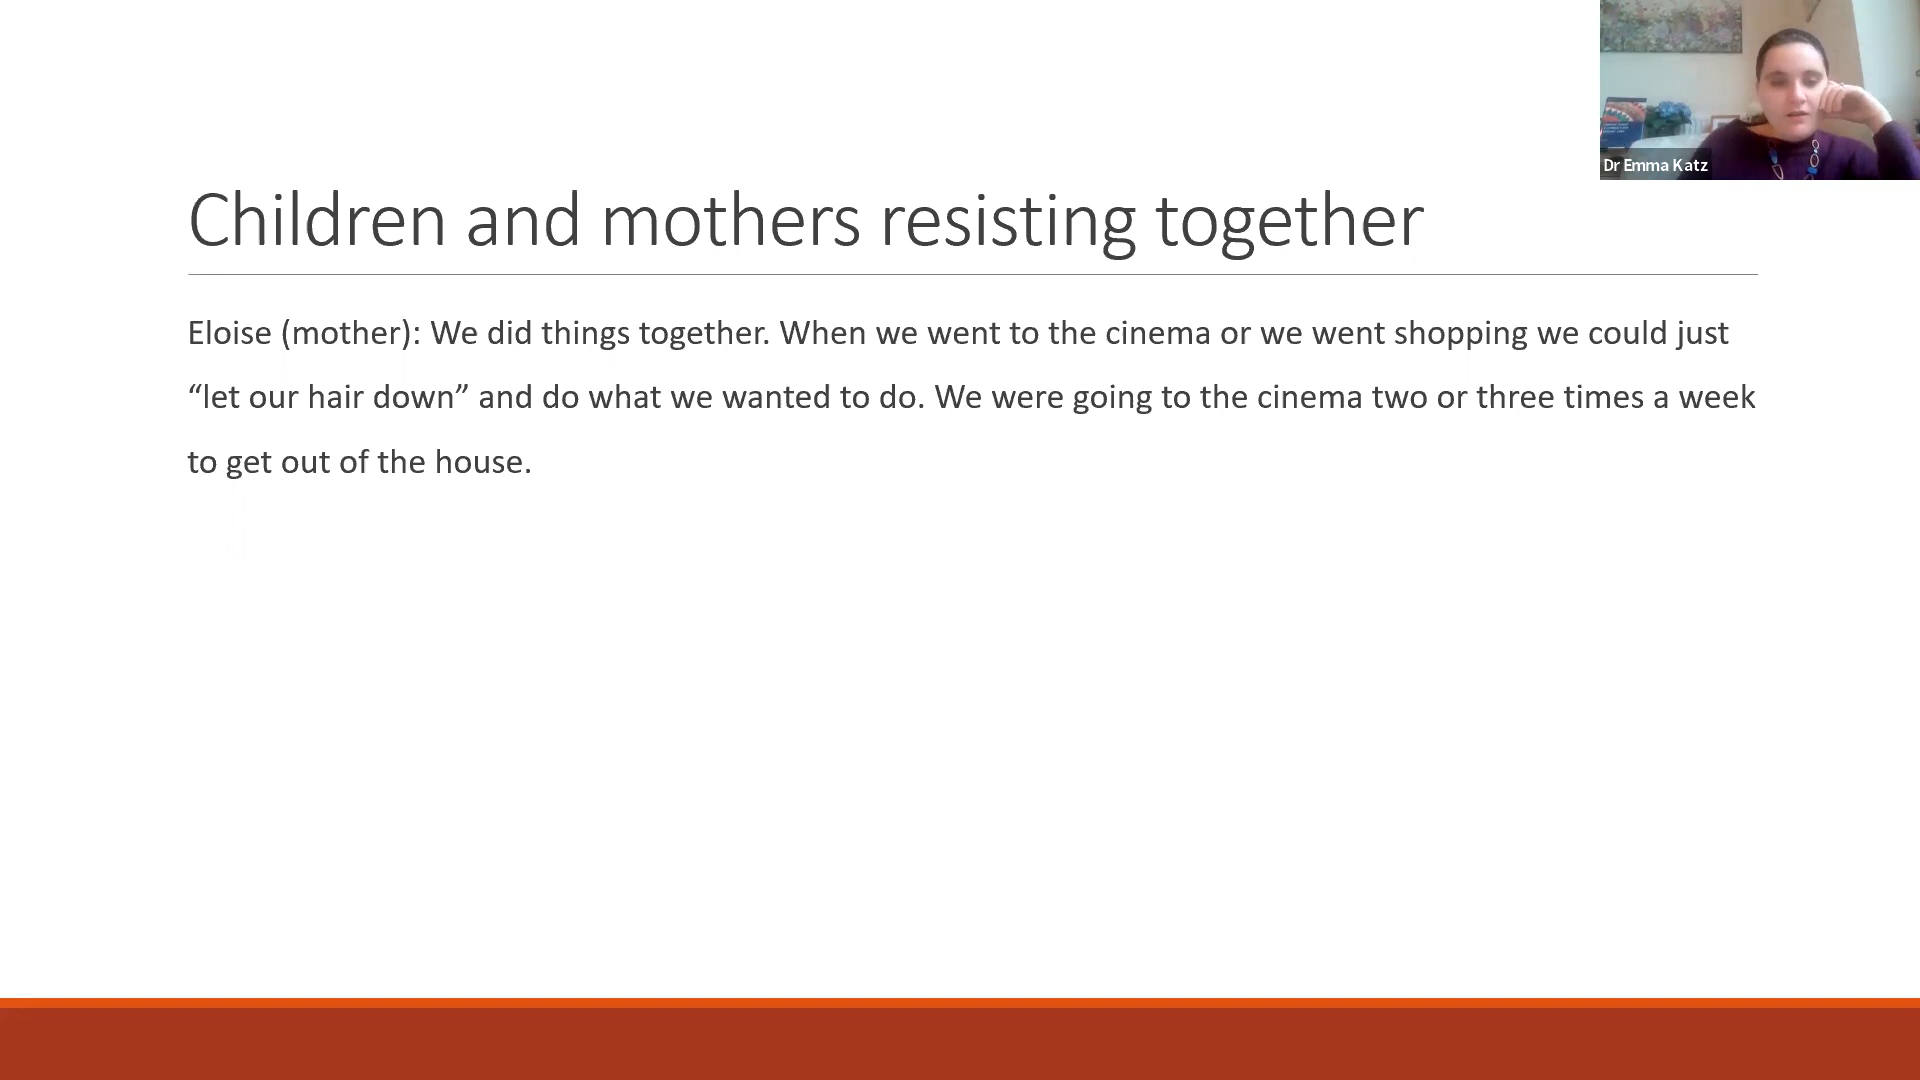 Dr Emma Katz
Children and mothers resisting together
Eloise (mother): We did things together. When we went to the cinema or we went shopping we could just
“let our hair down” and do what we wanted to do. We were going to the cinema two or three times a week
to get out of the house.